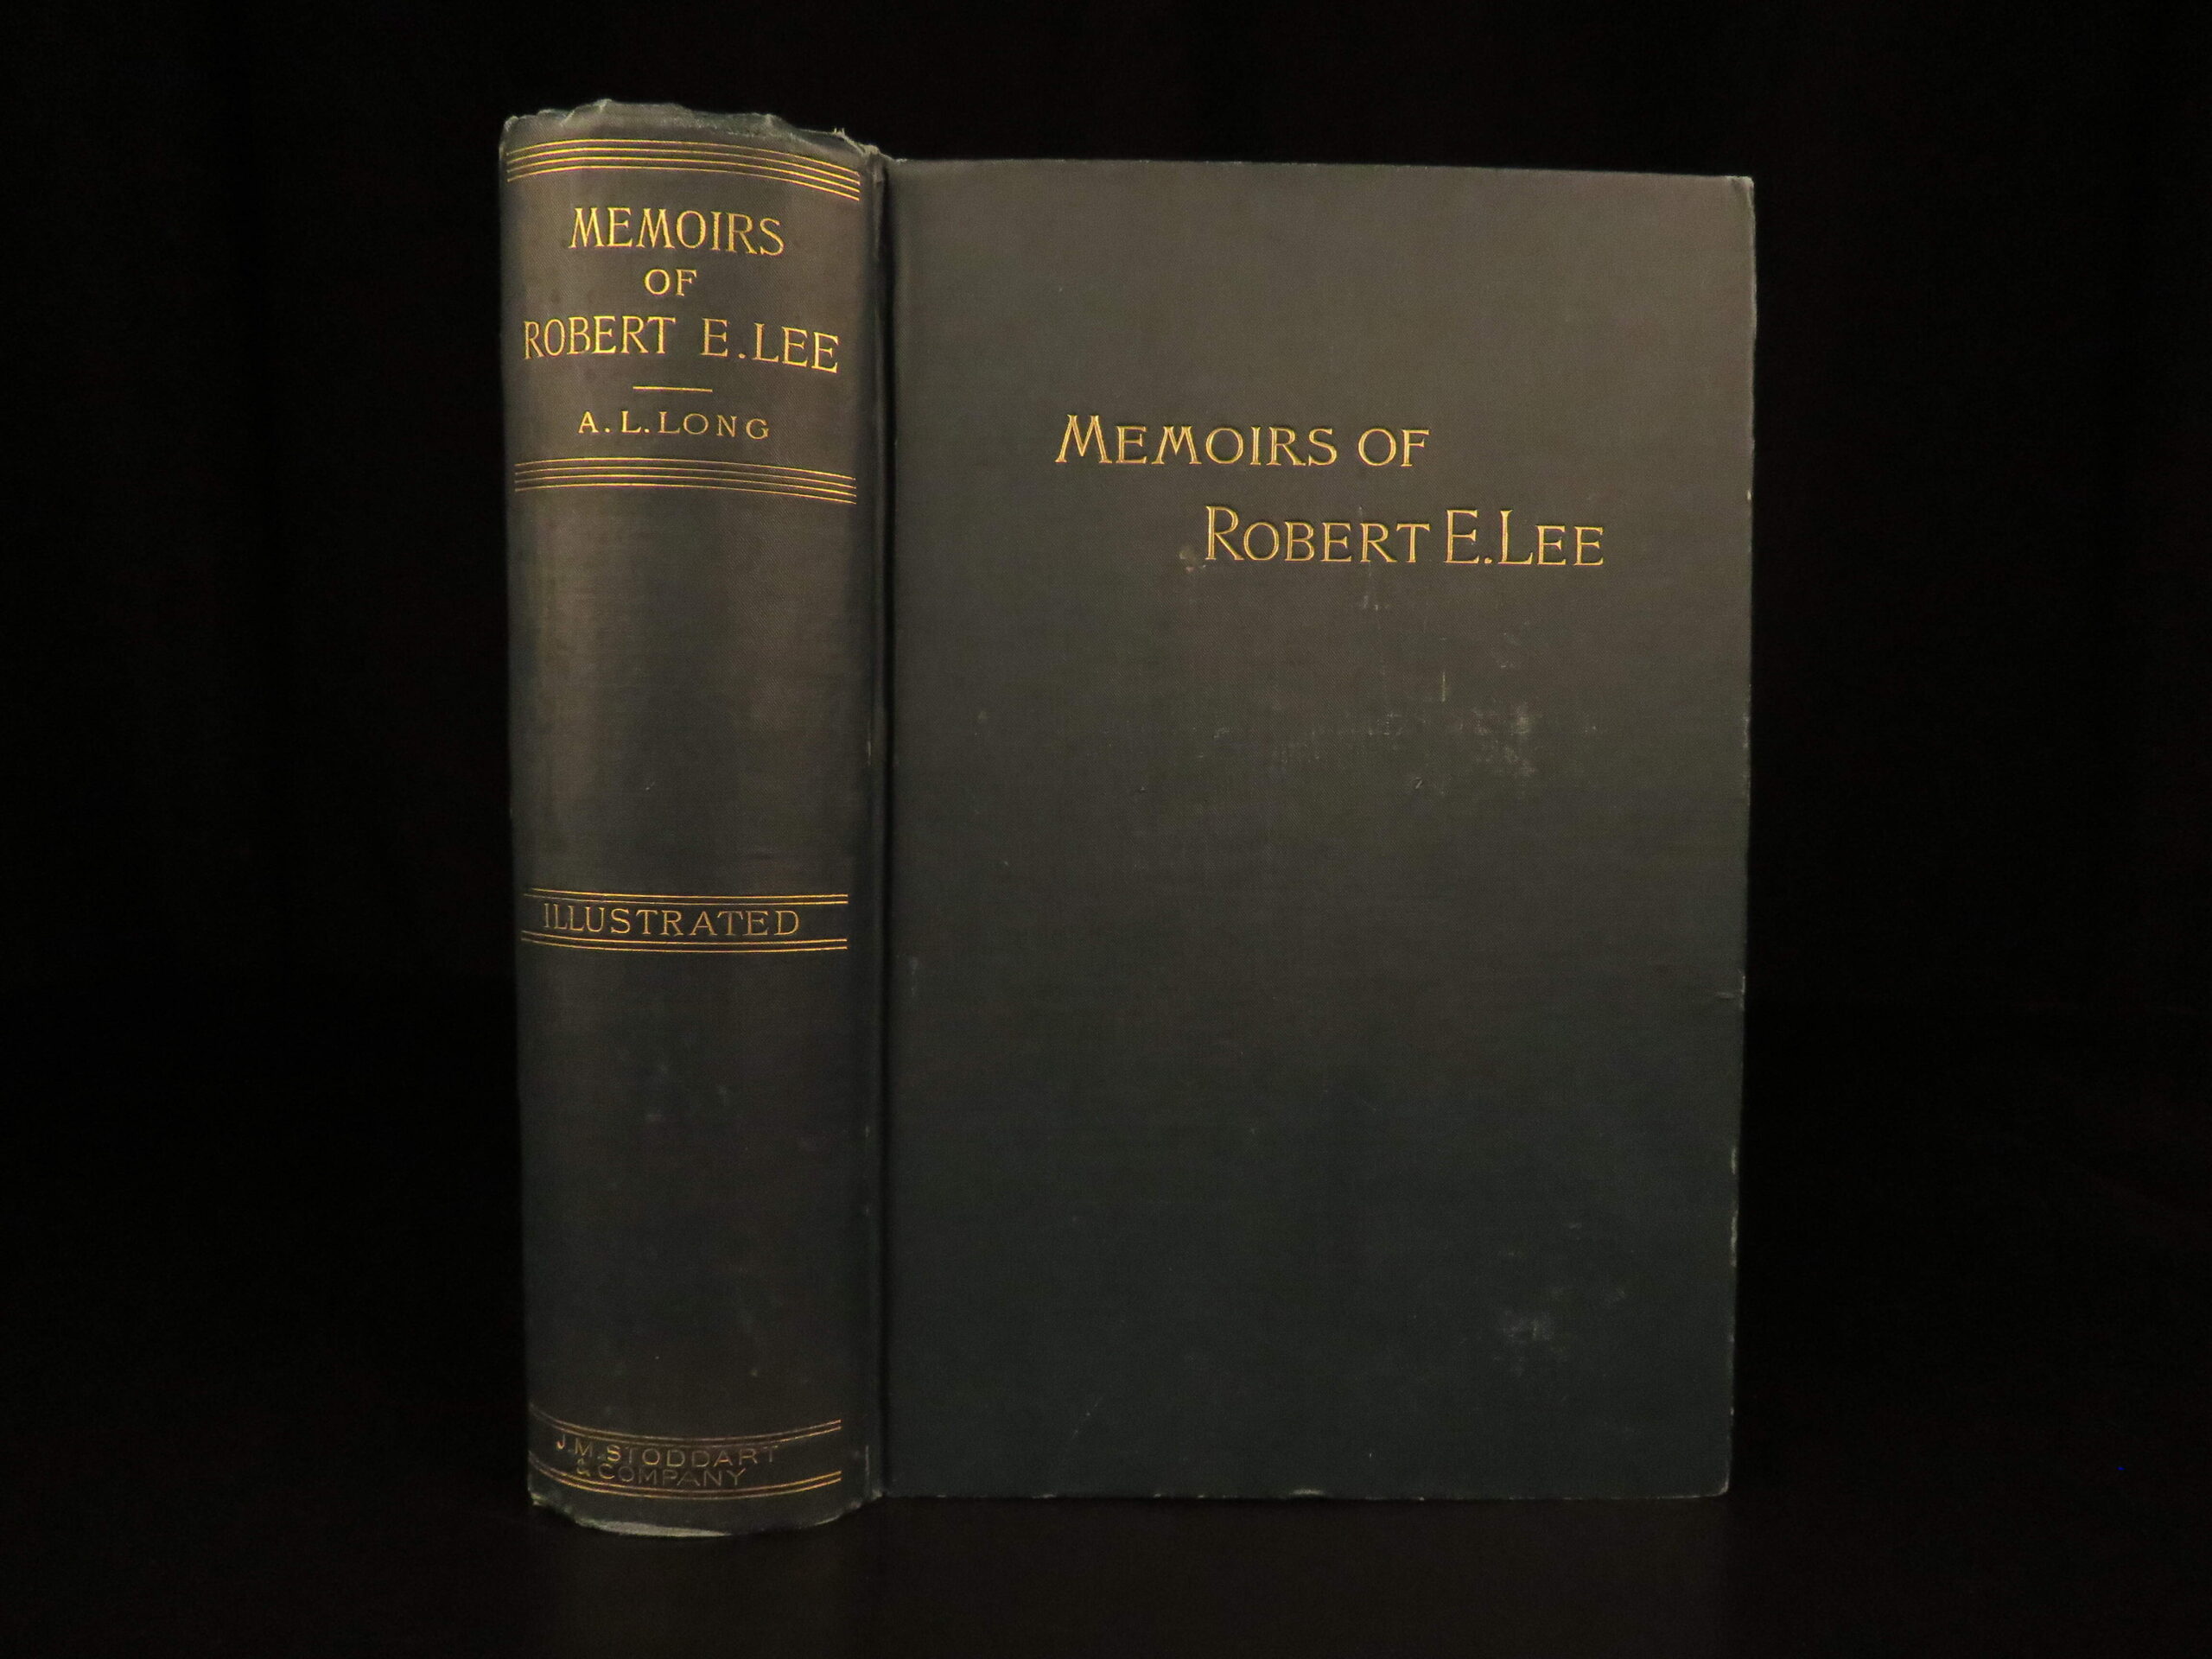 MEMOIRS
OF
ROBERT E. LEE
A. L. LONG
ILLUSTRATED
J. M. STODDART
& COMPANY
MEMOIRS OF
ROBERT E. LEE